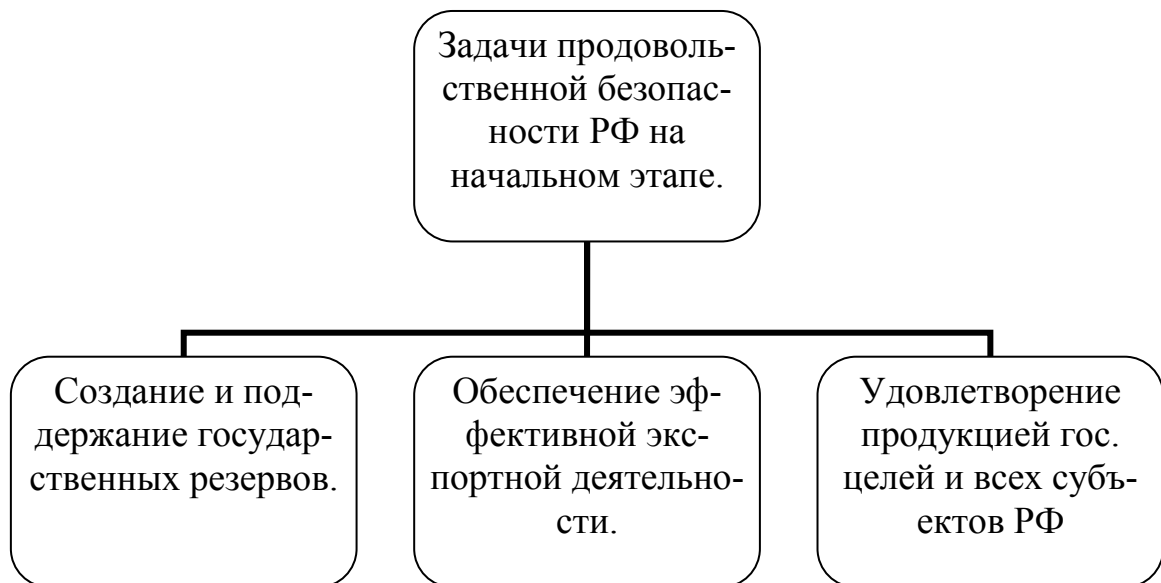 Задачи продоволь-
ственной безопас-
ности РФ на
начальном этапе.
Создание и под-
держание государ-
ственных резервов.
Обеспечение эф-
фективной экс-
портной деятельно-
сти.
Удовлетворение
продукцией гос.
целей и всех субъ-
ектов РФ